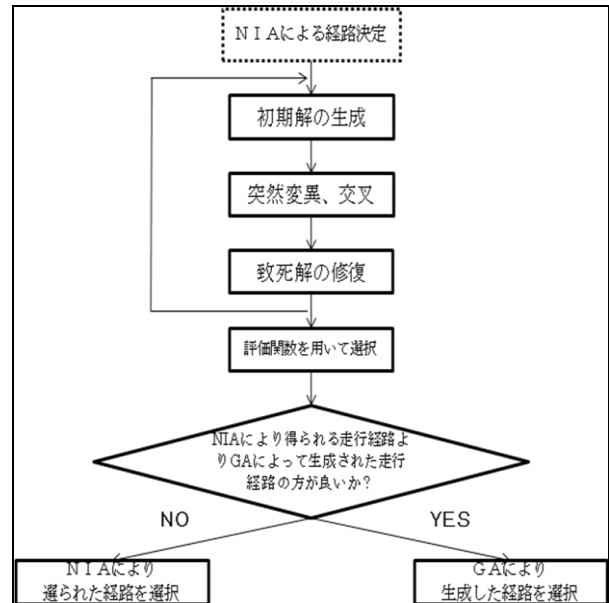 NIAによる経路決定
初期解の生成
突然変異、交叉
致死解の修復
評価関数を用いて選択
NIAにより得られる走行経路よ
りGAによって生成された走行
経路の方が良いか?
NO
YES
NIAにより
選られた経路を選択
GAにより
生成した経路を選択